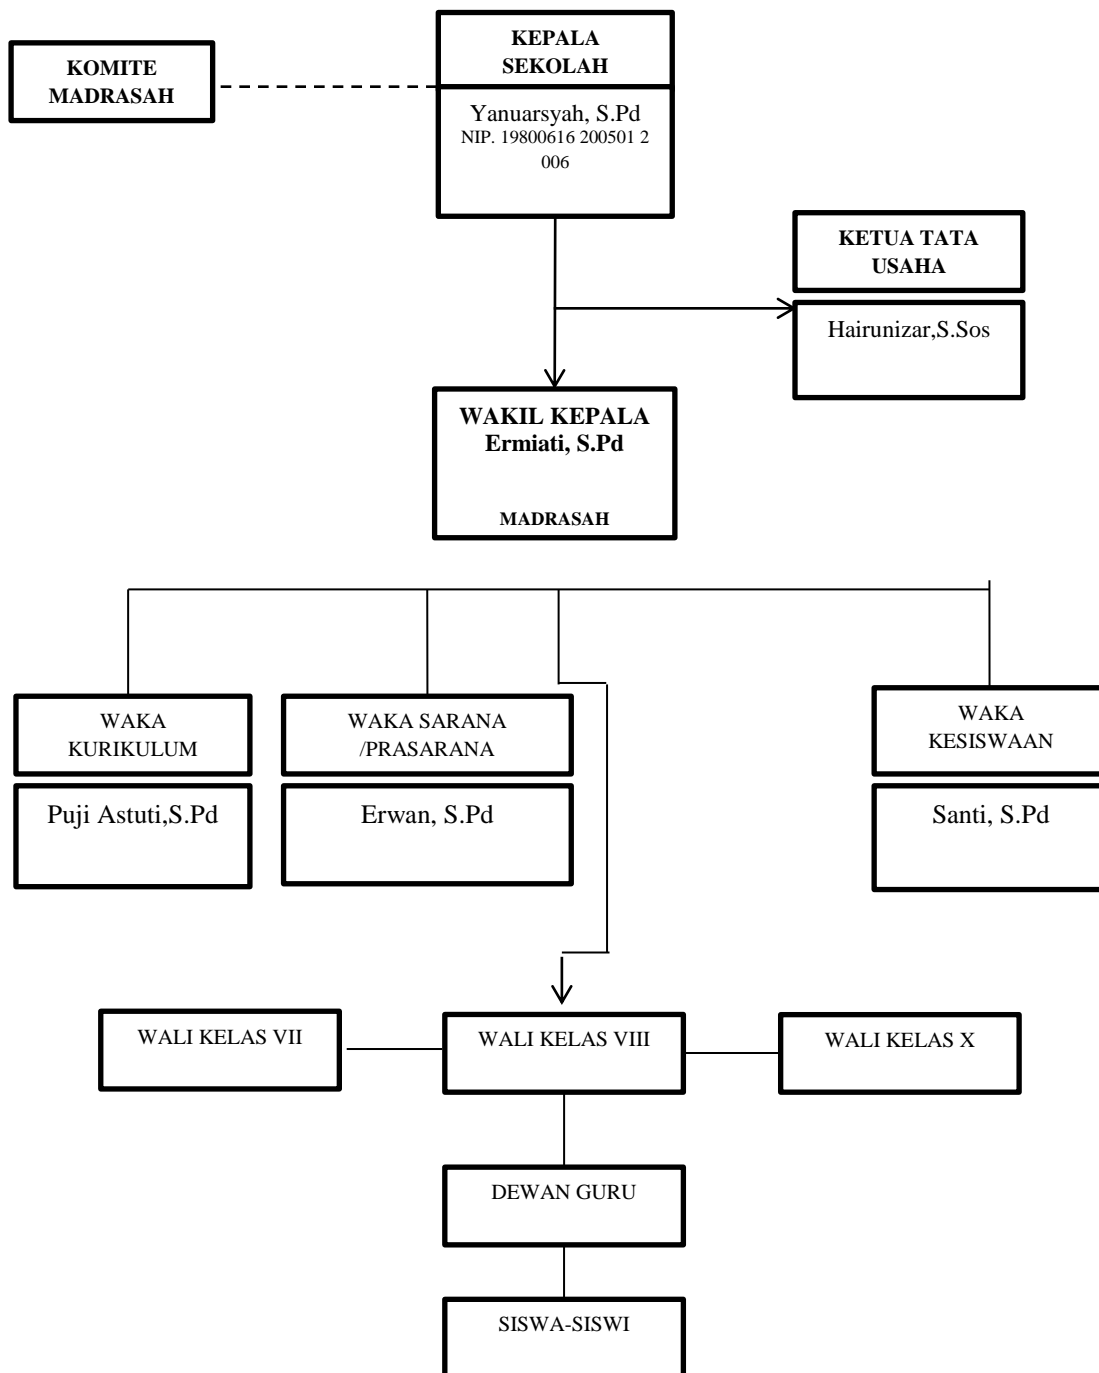 KEPALA
SEKOLAH
KOMITE
MADRASAH
Yanuarsyah, S.Pd
NIP. 19800616 200501 2
006
KETUA TATA
USAHA
Hairunizar,S.Sos
WAKIL KEPALA
Ermiati, S.Pd
MADRASAH
WAKA
KURIKULUM
Puji Astuti,S.Pd
WAKA SARANA
/PRASARANA
Erwan, S.Pd
WAKA
KESISWAAN
Santi, S.Pd
WALI KELAS VII
WALI KELAS VIII
WALI KELAS X
DEWAN GURU
SISWA-SISWI